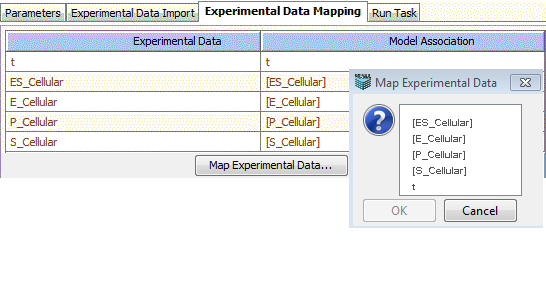 Parameters Experimental Data Import Experimental Data Mapping Run Task
Experimental Data Model Association
t t
ES_Cellular [ES_Cellular]
E_Cellular [E_Cellular]
P_Cellular [P_Cellular]
S_Cellular [S_Cellular]
Map Experimental Data...
Map Experimental Data
[ES_Cellular]
[E_Cellular]
[P_Cellular]
[S_Cellular]
t
OK Cancel